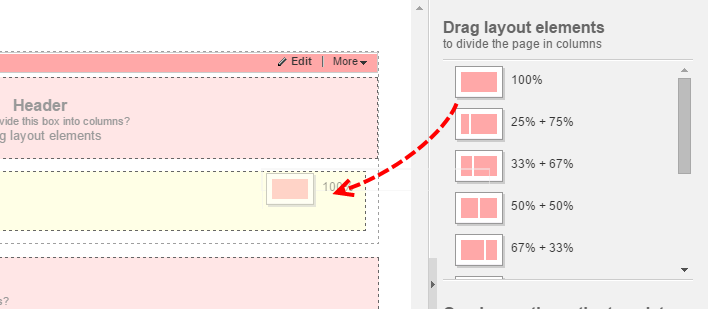 Edit | More
Header
vide this box into columns?
g layout elements
100%
s?
Drag layout elements
to divide the page in columns
100%
25% + 75%
33% + 67%
50% + 50%
67% + 33%